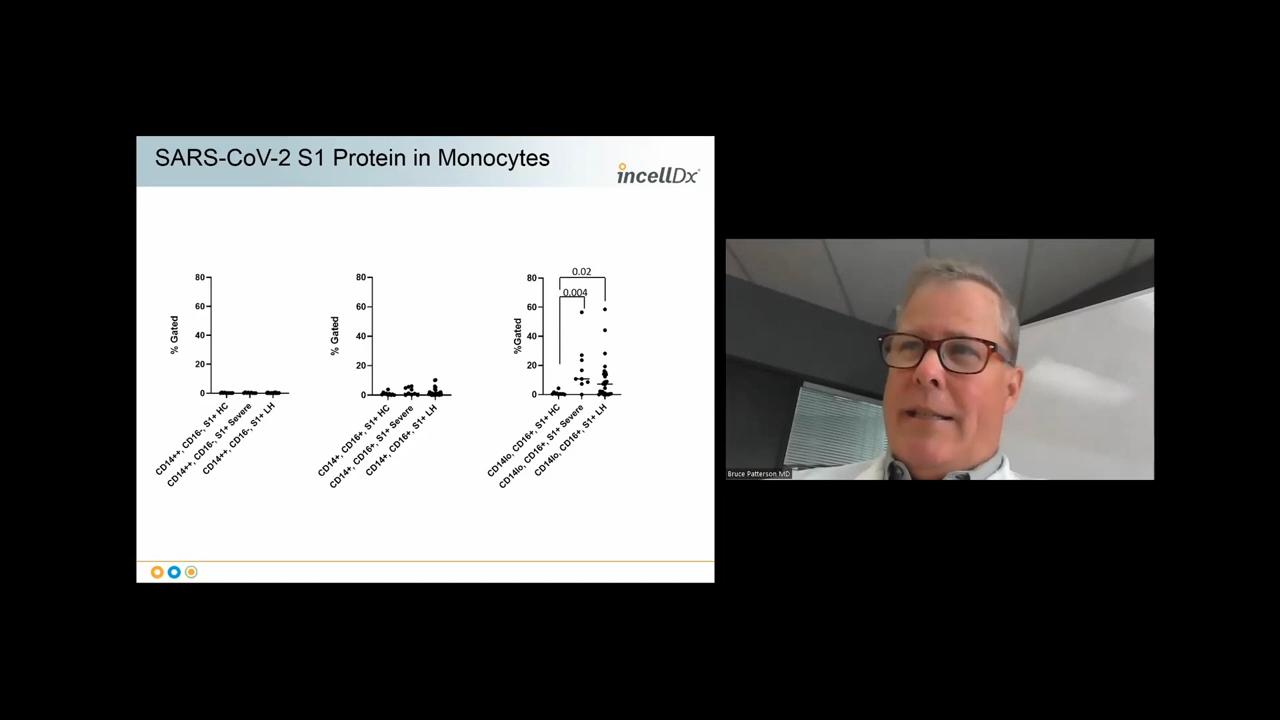 SARS-CoV-2 S1 Protein in Monocytes
incellDx
80
60
40
20
0
% Gated
CD14++, CD16-, S1+ HC
CD14++, CD16-, S1+ Severe
CD14++, CD16-, S1+ LH
80
60
40
20
0
% Gated
CD14+, CD16+, S1+ HC
CD14+, CD16+, S1+ Severe
CD14+, CD16+, S1+ LH
80
60
40
20
0
%Gated
0.02
0.004
CD14lo, CD16+, S1+ HC
CD14lo, CD16+, S1+ Severe
CD14lo, CD16+, S1+ LH
Bruce Patterson MD